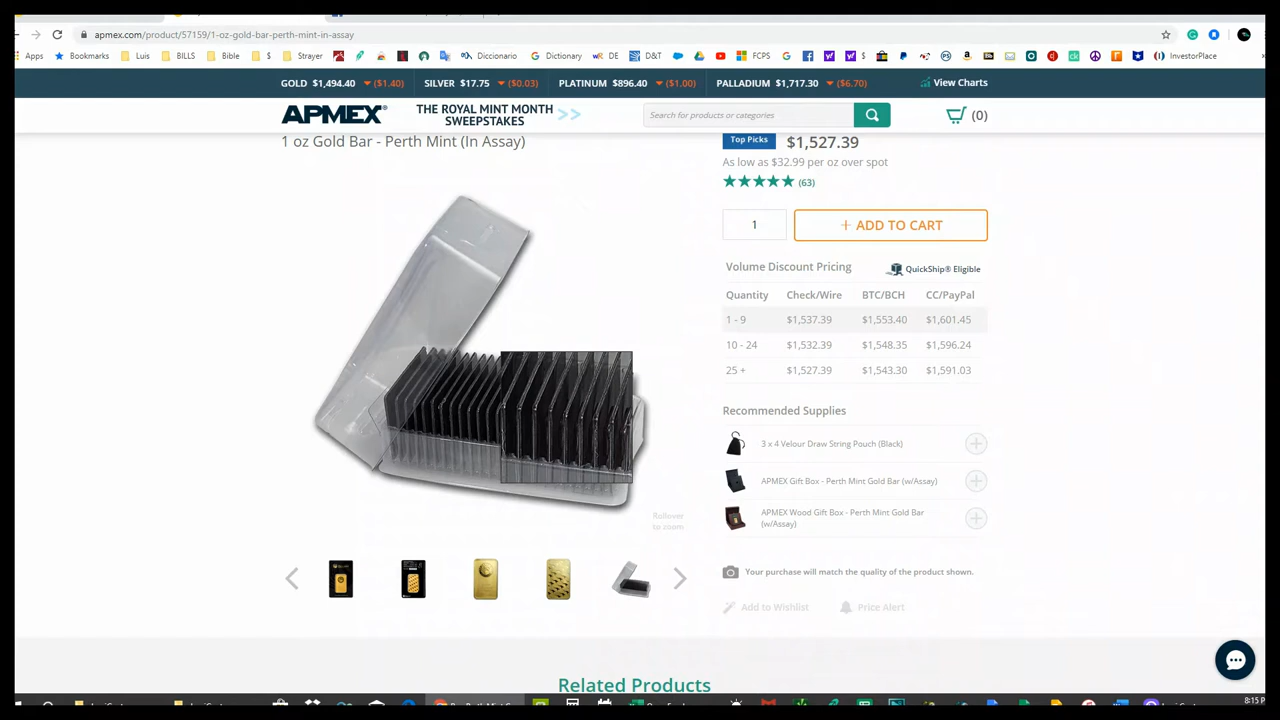 apmex.com/product/57159/1-oz-gold-bar-perth-mint-in-assay
Apps Bookmarks Luis BILLS Bible $ Strayer Diccionario Dictionary DE D&T FCPS $ InvestorPlace
GOLD $1,494.40 ($1.40) SILVER $17.75 ($0.03) PLATINUM $896.40 ($1.00) PALLADIUM $1,717.30 ($6.70) View Charts
APMEX® THE ROYAL MINT MONTH
SWEEPSTAKES
Search for products or categories
(0)
1 oz Gold Bar - Perth Mint (In Assay)
Top Picks $1,527.39
As low as $32.99 per oz over spot
(63)
1 + ADD TO CART
Volume Discount Pricing QuickShip® Eligible
Quantity Check/Wire BTC/BCH CC/PayPal
1 - 9 $1,537.39 $1,553.40 $1,601.45
10 - 24 $1,532.39 $1,548.35 $1,596.24
25 + $1,527.39 $1,543.30 $1,591.03
Recommended Supplies
3 x 4 Velour Draw String Pouch (Black)
APMEX Gift Box - Perth Mint Gold Bar (w/Assay)
APMEX Wood Gift Box - Perth Mint Gold Bar
(w/Assay)
Rollover
to zoom
Your purchase will match the quality of the product shown.
Add to Wishlist Price Alert
Related Products
8:15 P